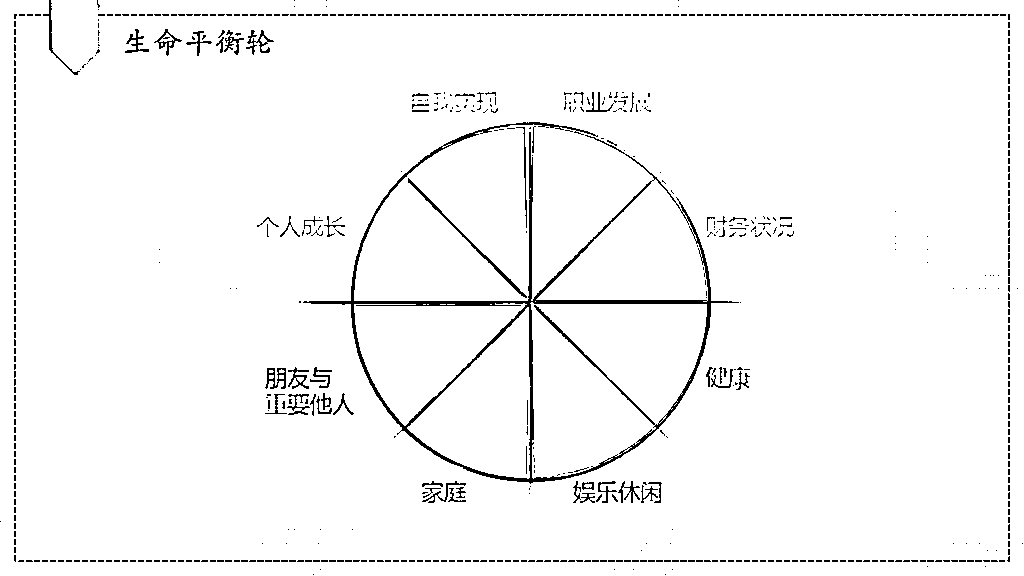 生命平衡轮
自我实现
职业发展
个人成长
财务状况
朋友与
重要他人
健康
家庭
娱乐休闲